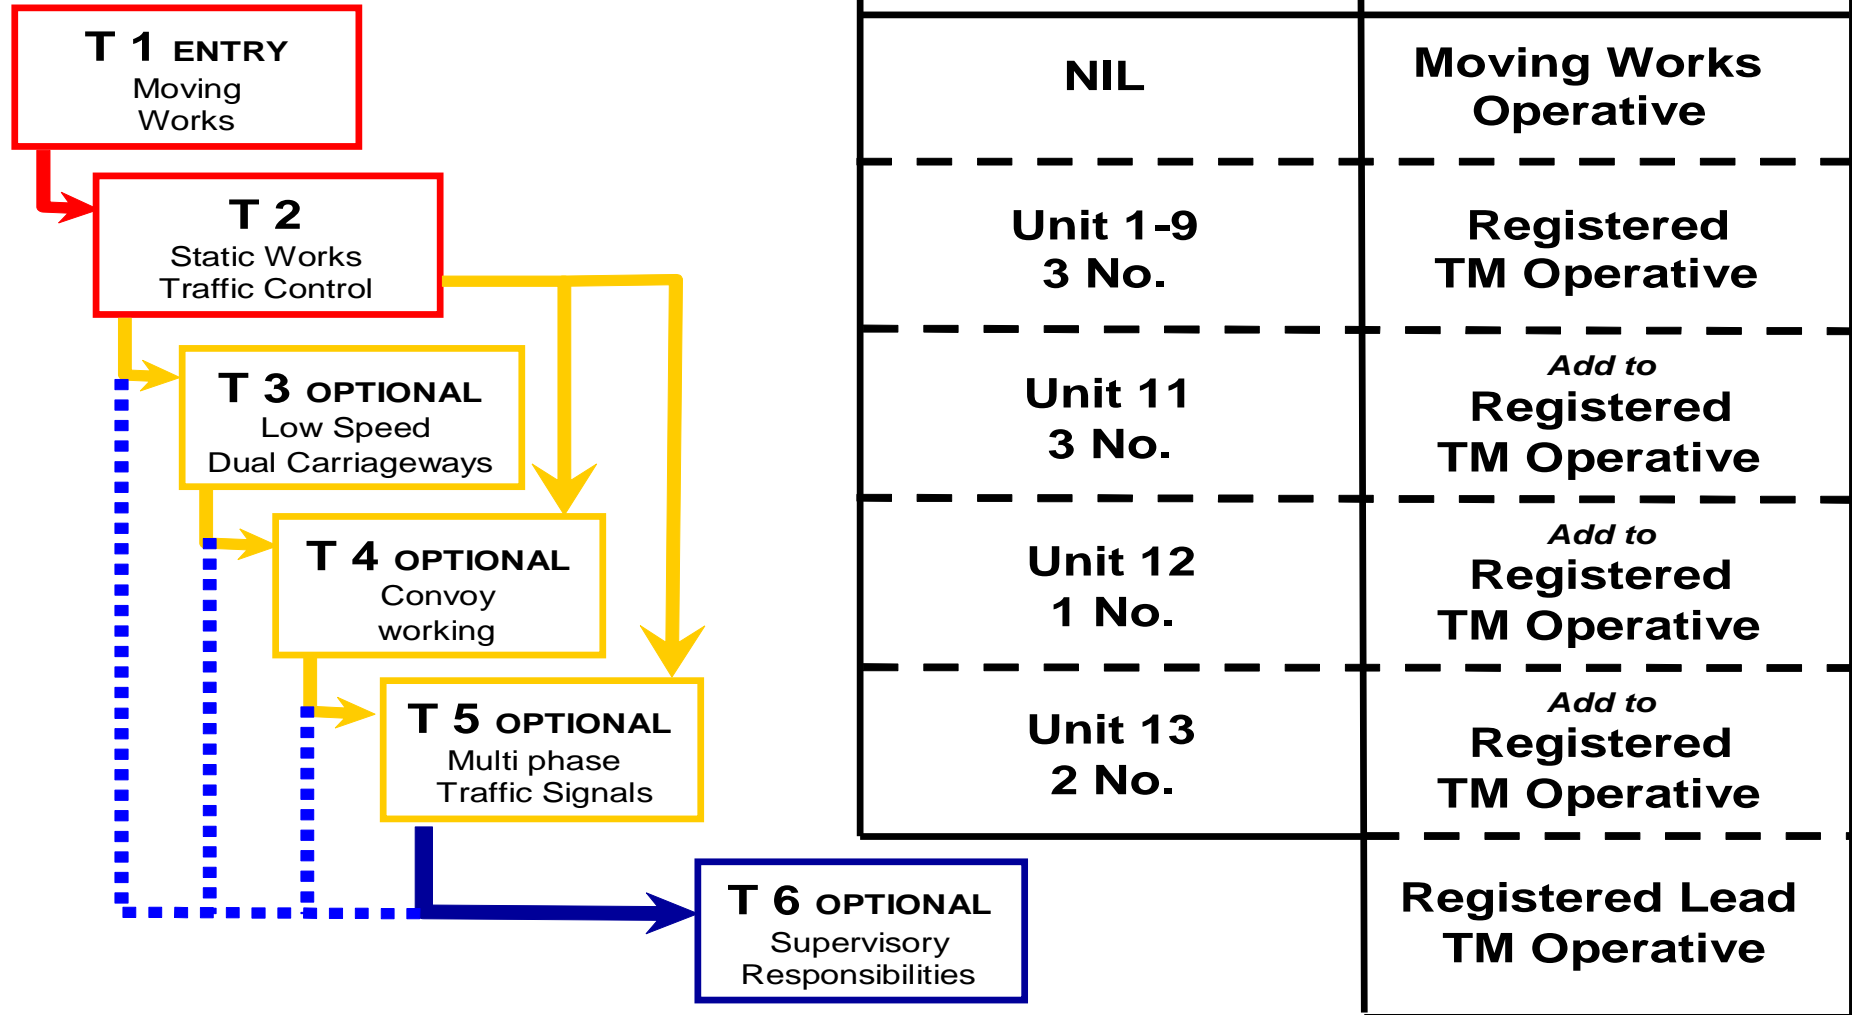 T 1 ENTRY
Moving
Works
NIL
Moving Works
Operative
T 2
Static Works
Traffic Control
Unit 1-9
3 No.
Registered
TM Operative
T 3 OPTIONAL
Low Speed
Dual Carriageways
Unit 11
3 No.
Add to
Registered
TM Operative
T 4 OPTIONAL
Convoy
working
Unit 12
1 No.
Add to
Registered
TM Operative
T 5 OPTIONAL
Multi phase
Traffic Signals
Unit 13
2 No.
Add to
Registered
TM Operative
T 6 OPTIONAL
Supervisory
Responsibilities
Registered Lead
TM Operative